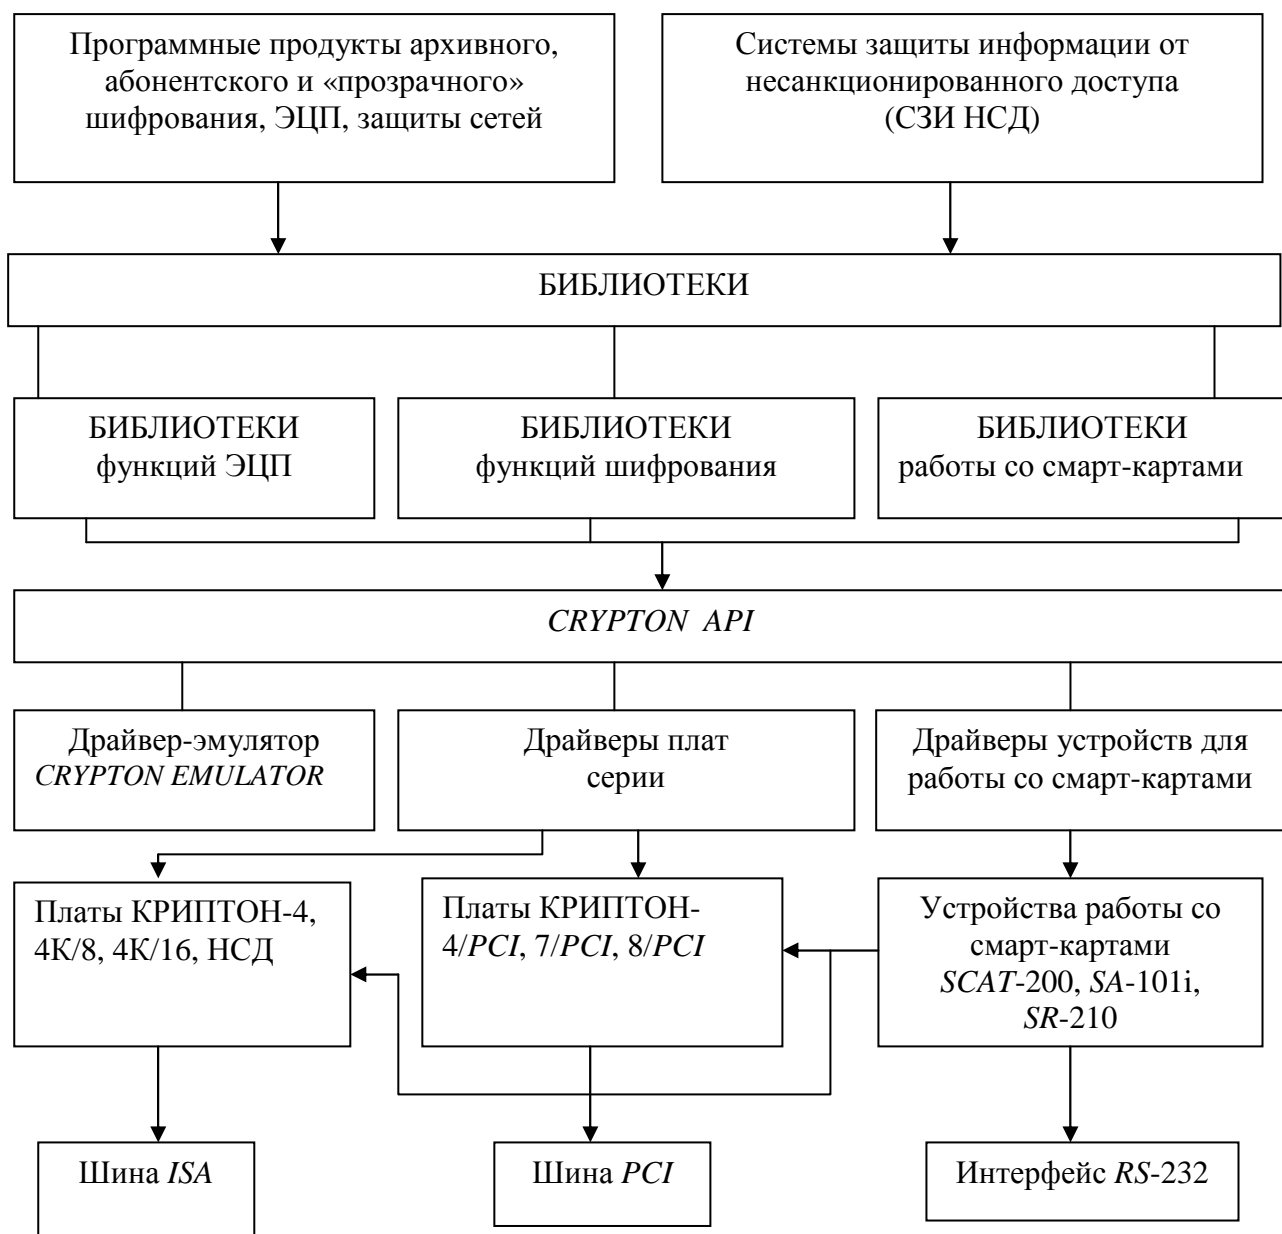 Программные продукты архивного,
абонентского и «прозрачного»
шифрования, ЭЦП, защиты сетей
Системы защиты информации от
несанкционированного доступа
(СЗИ НСД)
БИБЛИОТЕКИ
БИБЛИОТЕКИ
функций ЭЦП
БИБЛИОТЕКИ
функций шифрования
БИБЛИОТЕКИ
работы со смарт-картами
CRYPTON API
Драйвер-эмулятор
CRYPTON EMULATOR
Драйверы плат
серии
Драйверы устройств для
работы со смарт-картами
Платы КРИПТОН-4,
4К/8, 4К/16, НСД
Платы КРИПТОН-
4/PCI, 7/PCI, 8/PCI
Устройства работы со
смарт-картами
SCAT-200, SA-101i,
SR-210
Шина ISA
Шина PCI
Интерфейс RS-232